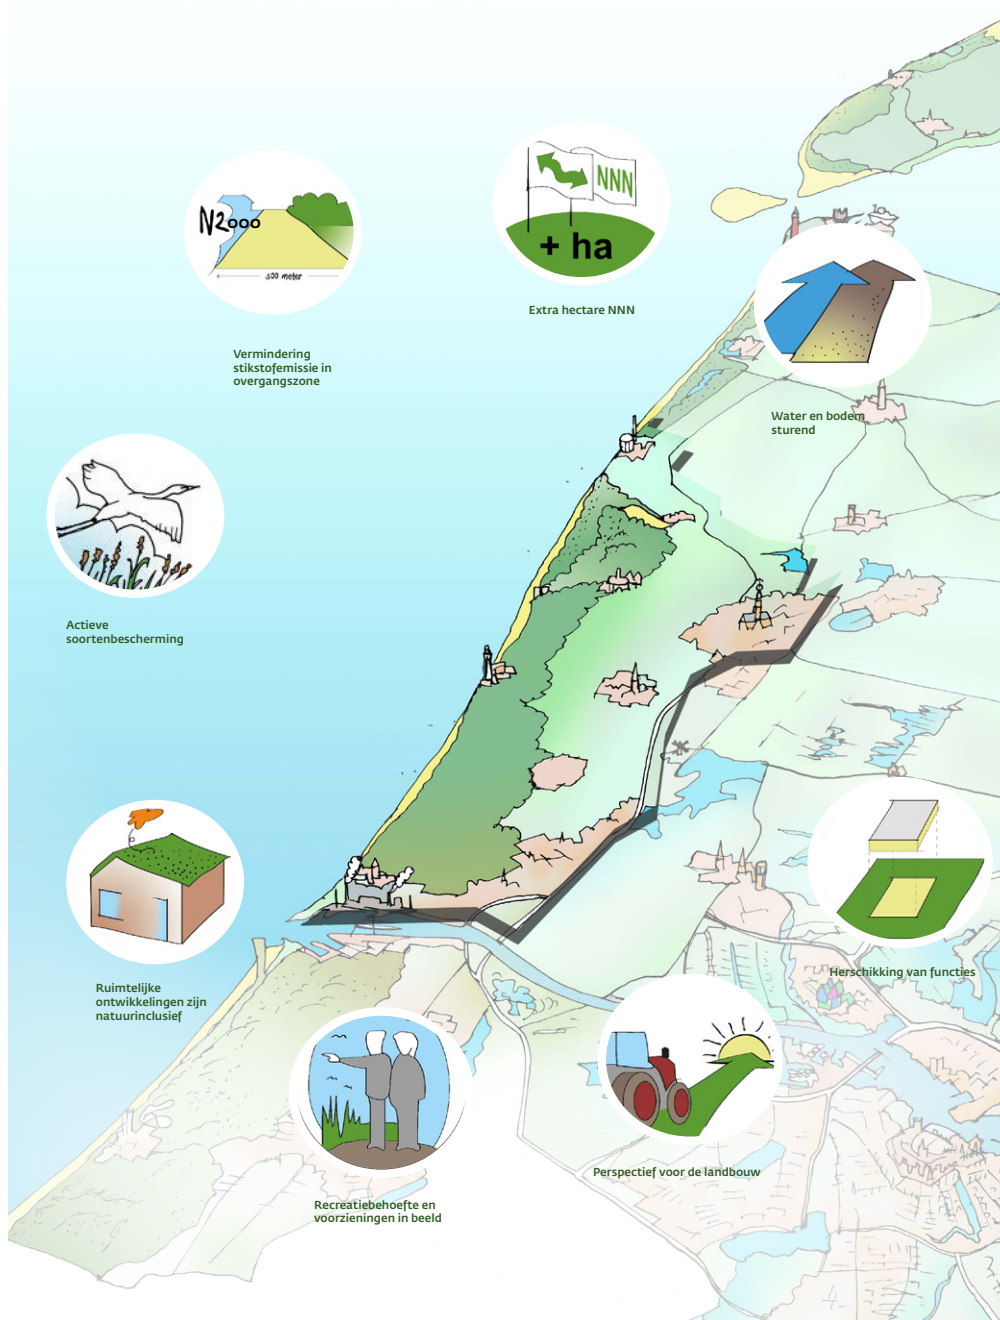 NNN
+ ha
N2000
500 meter
Extra hectare NNN
Vermindering
stikstofemissie in
overgangszone
Water en bodem
sturend
Actieve
soortenbescherming
Herschikking van functies
Ruimtelijke
ontwikkelingen zijn
natuurinclusief
Perspectief voor de landbouw
Recreatiebehoefte en
voorzieningen in beeld